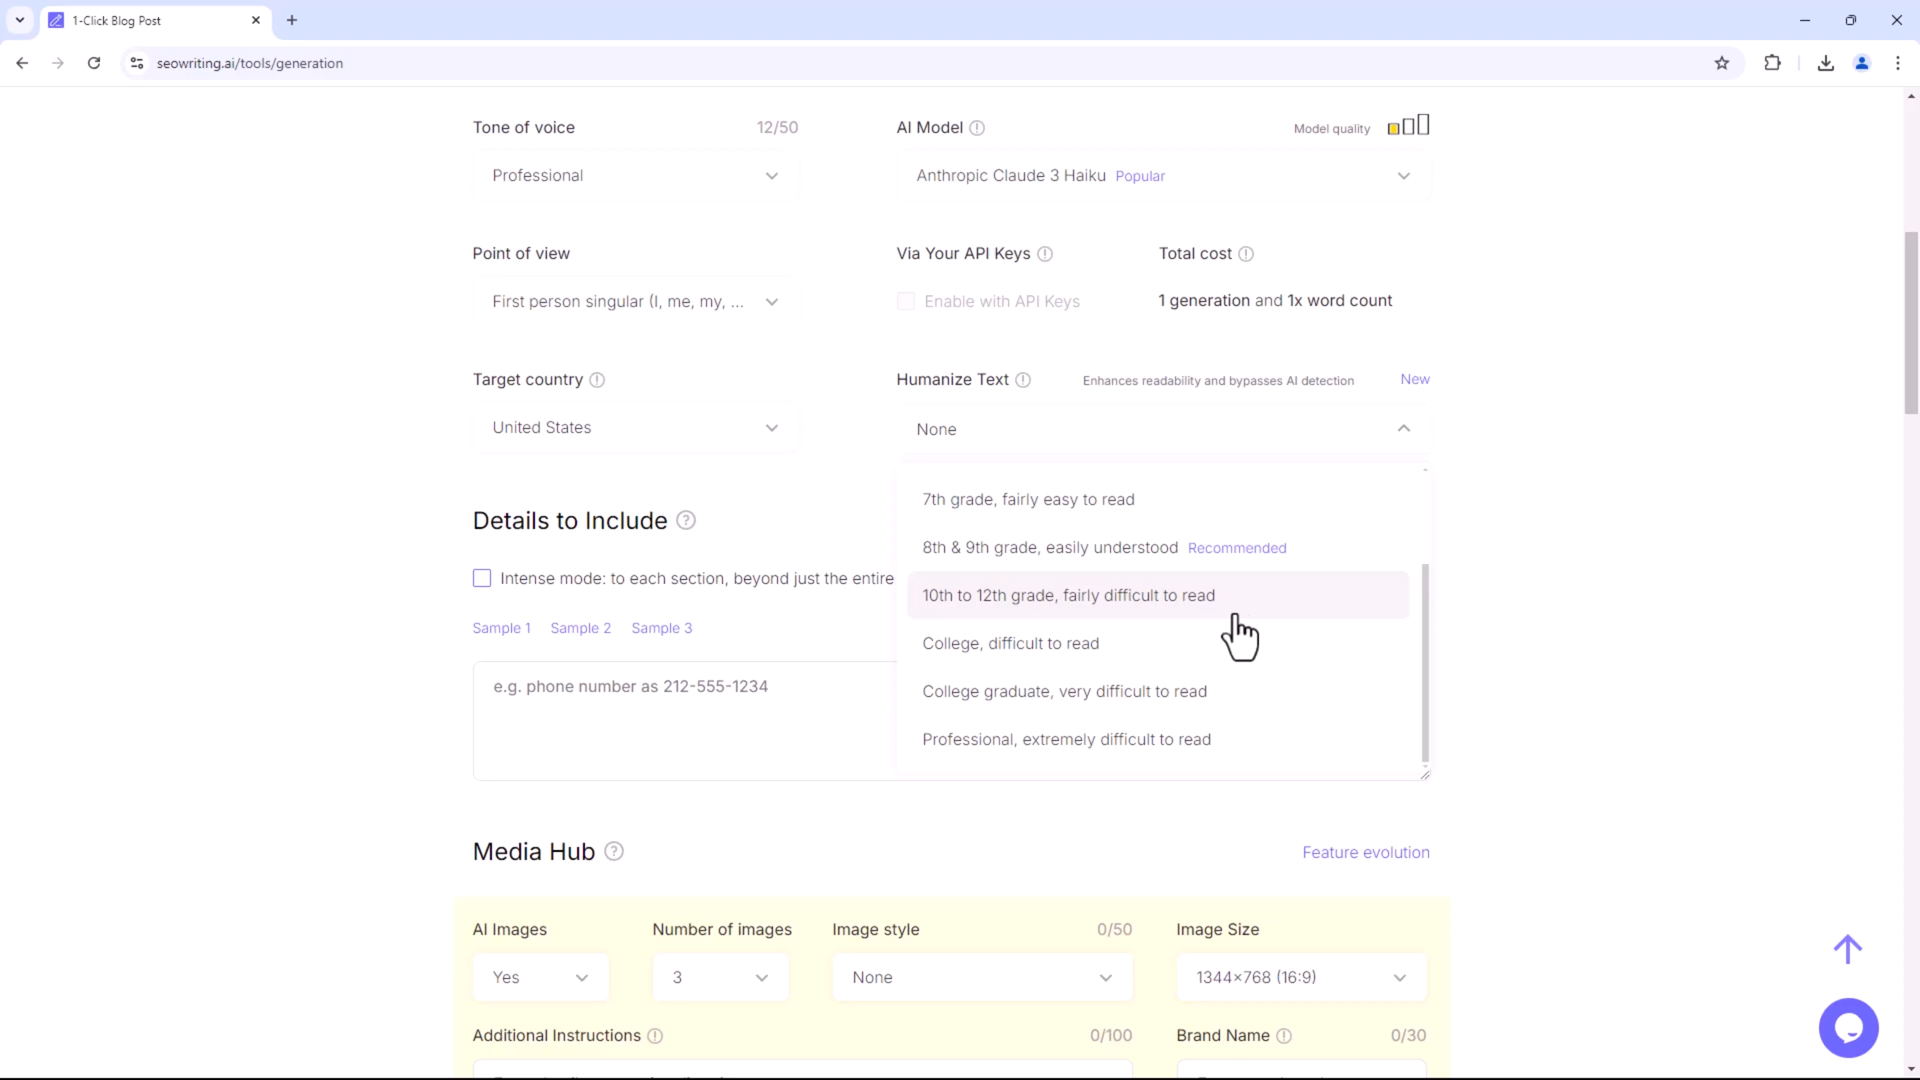 1-Click Blog Post
seowriting.ai/tools/generation
Tone of voice 12/50
Professional
AI Model
Model quality
Anthropic Claude 3 Haiku Popular
Point of view
First person singular (I, me, my, ...
Via Your API Keys
Enable with API Keys
Total cost
1 generation and 1x word count
Target country
United States
Humanize Text Enhances readability and bypasses AI detection New
None
7th grade, fairly easy to read
8th & 9th grade, easily understood Recommended
10th to 12th grade, fairly difficult to read
College, difficult to read
College graduate, very difficult to read
Professional, extremely difficult to read
Details to Include
Intense mode: to each section, beyond just the entire
Sample 1 Sample 2 Sample 3
e.g. phone number as 212-555-1234
Media Hub
Feature evolution
AI Images
Yes
Number of images
3
Image style 0/50
None
Image Size
1344×768 (16:9)
Additional Instructions 0/100
Brand Name 0/30